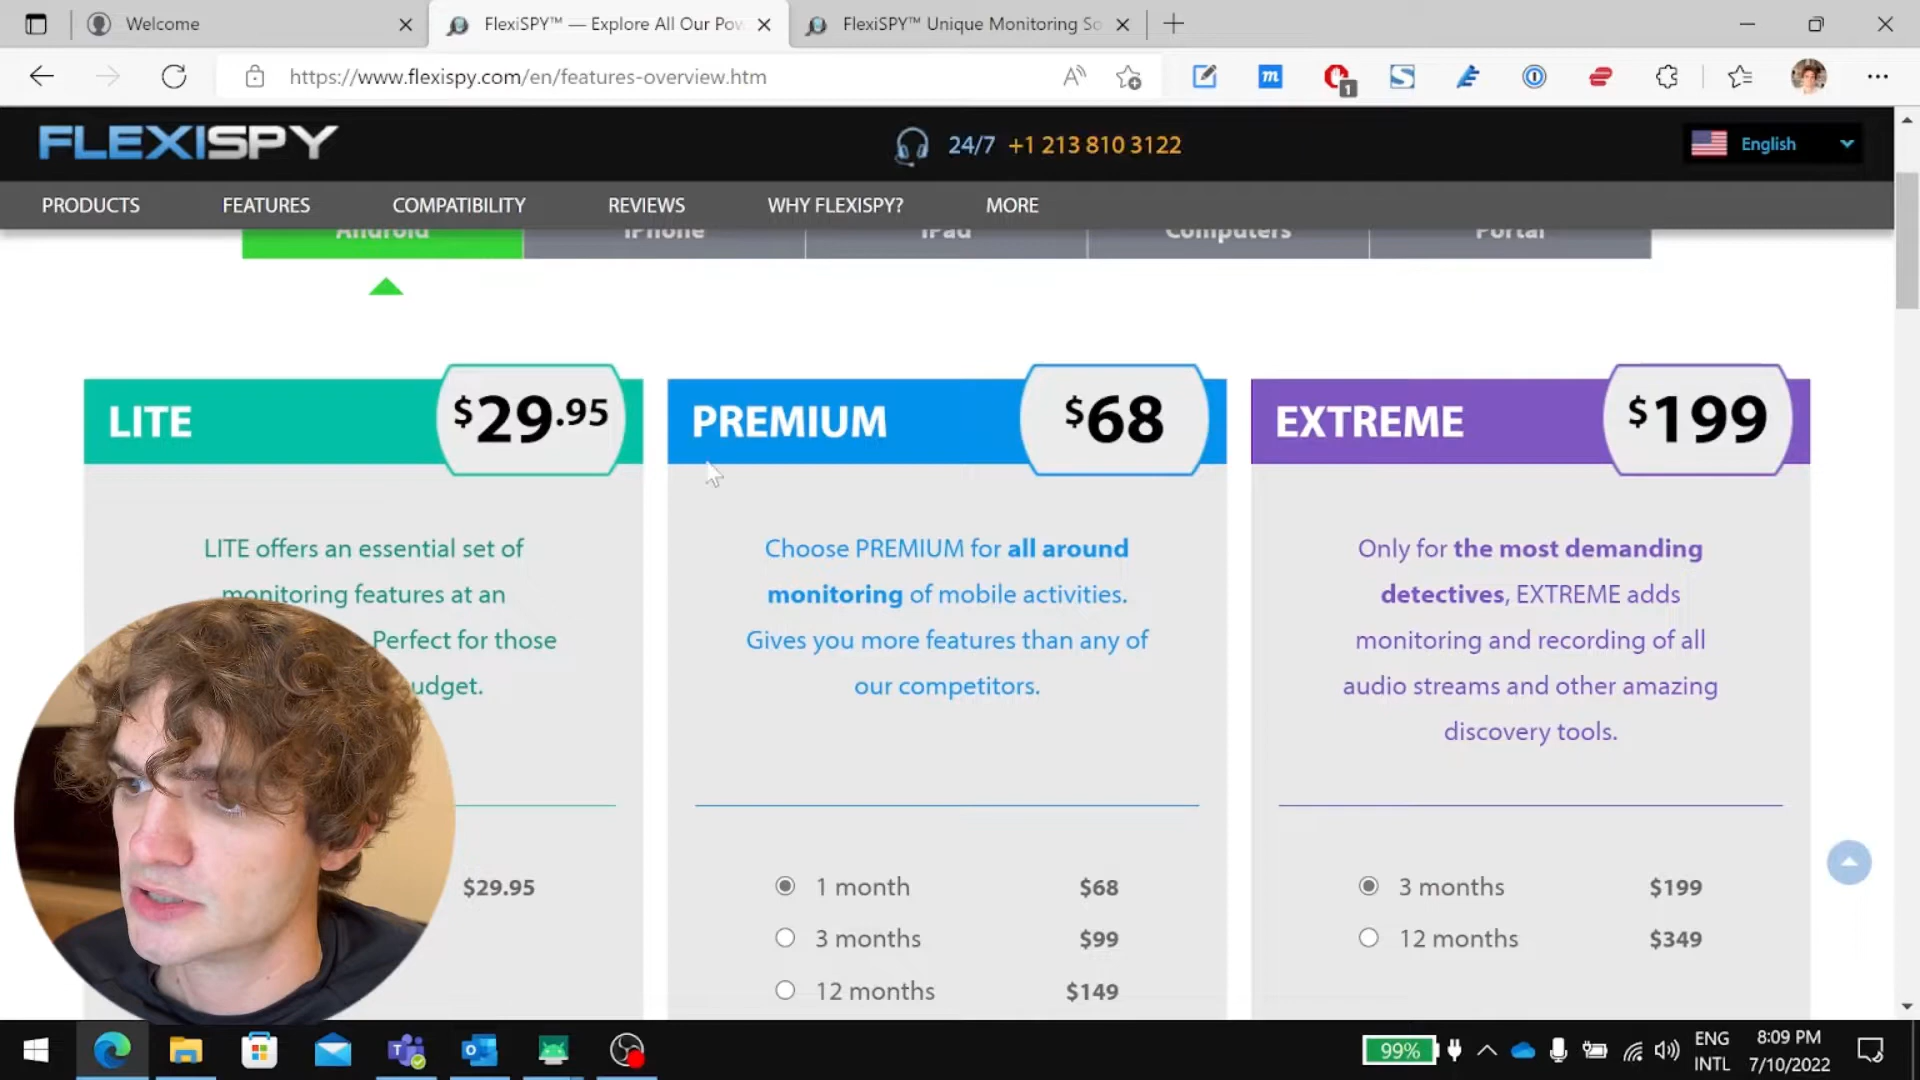 Welcome
FlexiSPY™ — Explore All Our Pow
FlexiSPY™ Unique Monitoring So
https://www.flexispy.com/en/features-overview.htm
1
FLEXISPY
24/7 +1 213 810 3122
English
PRODUCTS FEATURES COMPATIBILITY REVIEWS WHY FLEXISPY? MORE
Android iPhone iPad Computers Portal
LITE $29.95
PREMIUM $68
EXTREME $199
LITE offers an essential set of
monitoring features at an
Perfect for those
udget.
Choose PREMIUM for all around
monitoring of mobile activities.
Gives you more features than any of
our competitors.
Only for the most demanding
detectives, EXTREME adds
monitoring and recording of all
audio streams and other amazing
discovery tools.
$29.95
1 month $68
3 months $99
12 months $149
3 months $199
12 months $349
99%
ENG
INTL
8:09 PM
7/10/2022